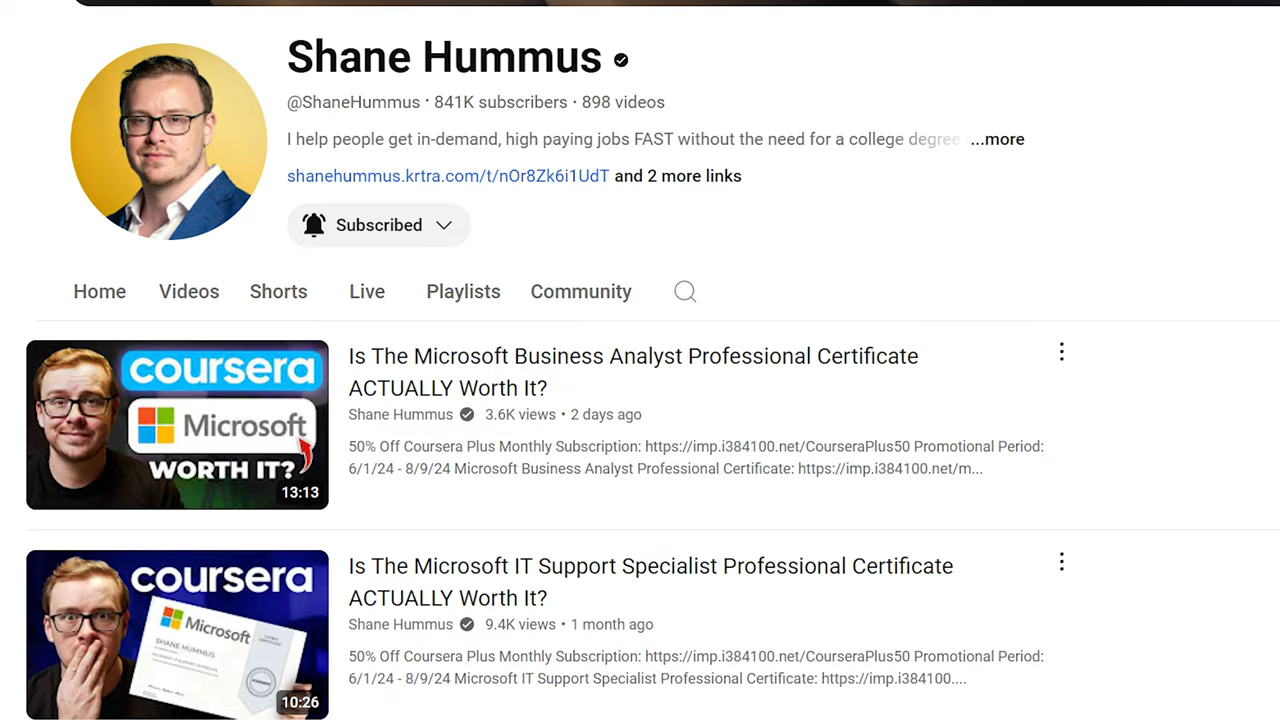 Shane Hummus
@ShaneHummus · 841K subscribers · 898 videos
I help people get in-demand, high paying jobs FAST without the need for a college degree ...more
shanehummus.krtra.com/t/nOr8Zk6i1UdT and 2 more links
Subscribed
Home Videos Shorts Live Playlists Community
coursera
Microsoft
WORTH IT?
13:13
Is The Microsoft Business Analyst Professional Certificate
ACTUALLY Worth It?
Shane Hummus 3.6K views • 2 days ago
50% Off Coursera Plus Monthly Subscription: https://imp.i384100.net/CourseraPlus50 Promotional Period:
6/1/24 - 8/9/24 Microsoft Business Analyst Professional Certificate: https://imp.i384100.net/m...
coursera
Microsoft
SHANE HUMMUS
10:26
Is The Microsoft IT Support Specialist Professional Certificate
ACTUALLY Worth It?
Shane Hummus 9.4K views • 1 month ago
50% Off Coursera Plus Monthly Subscription: https://imp.i384100.net/CourseraPlus50 Promotional Period:
6/1/24 - 8/9/24 Microsoft IT Support Specialist Professional Certificate: https://imp.i384100....